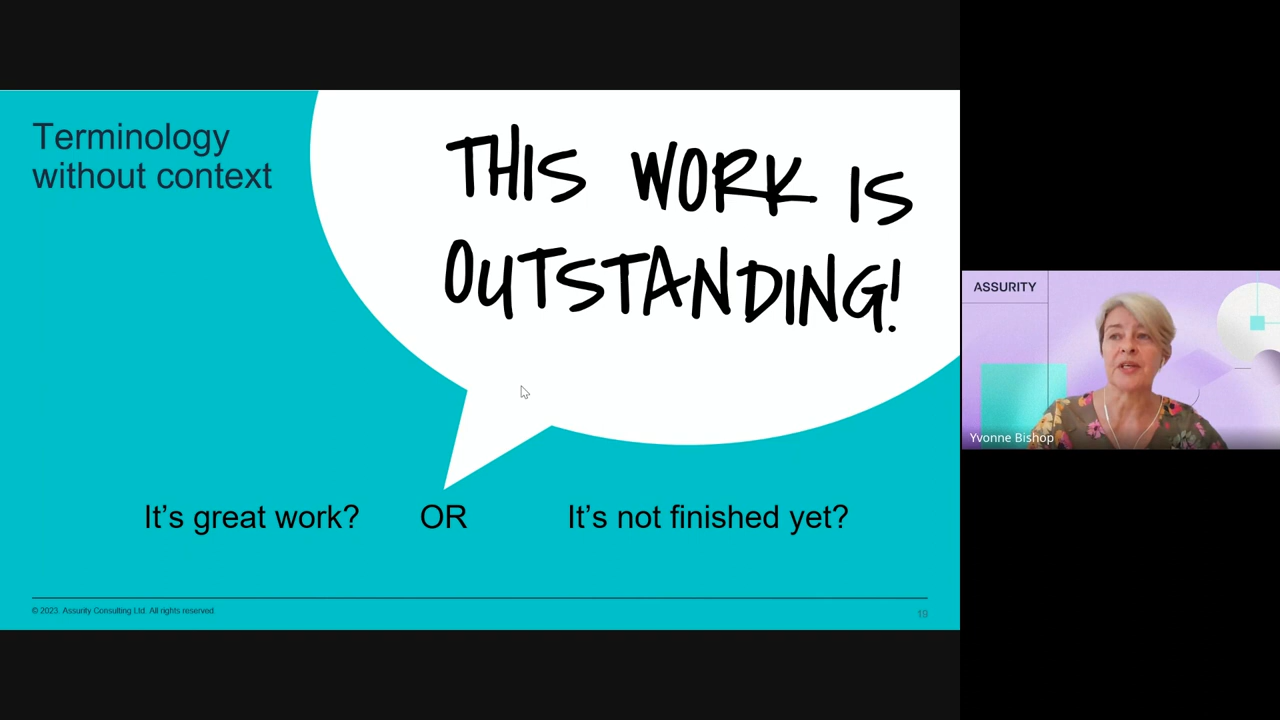 Terminology
without context
THIS WORK IS
OUTSTANDING!
It's great work? OR It's not finished yet?
© 2023 Assurity Consulting Ltd. All rights reserved.
19
ASSURITY
Yvonne Bishop